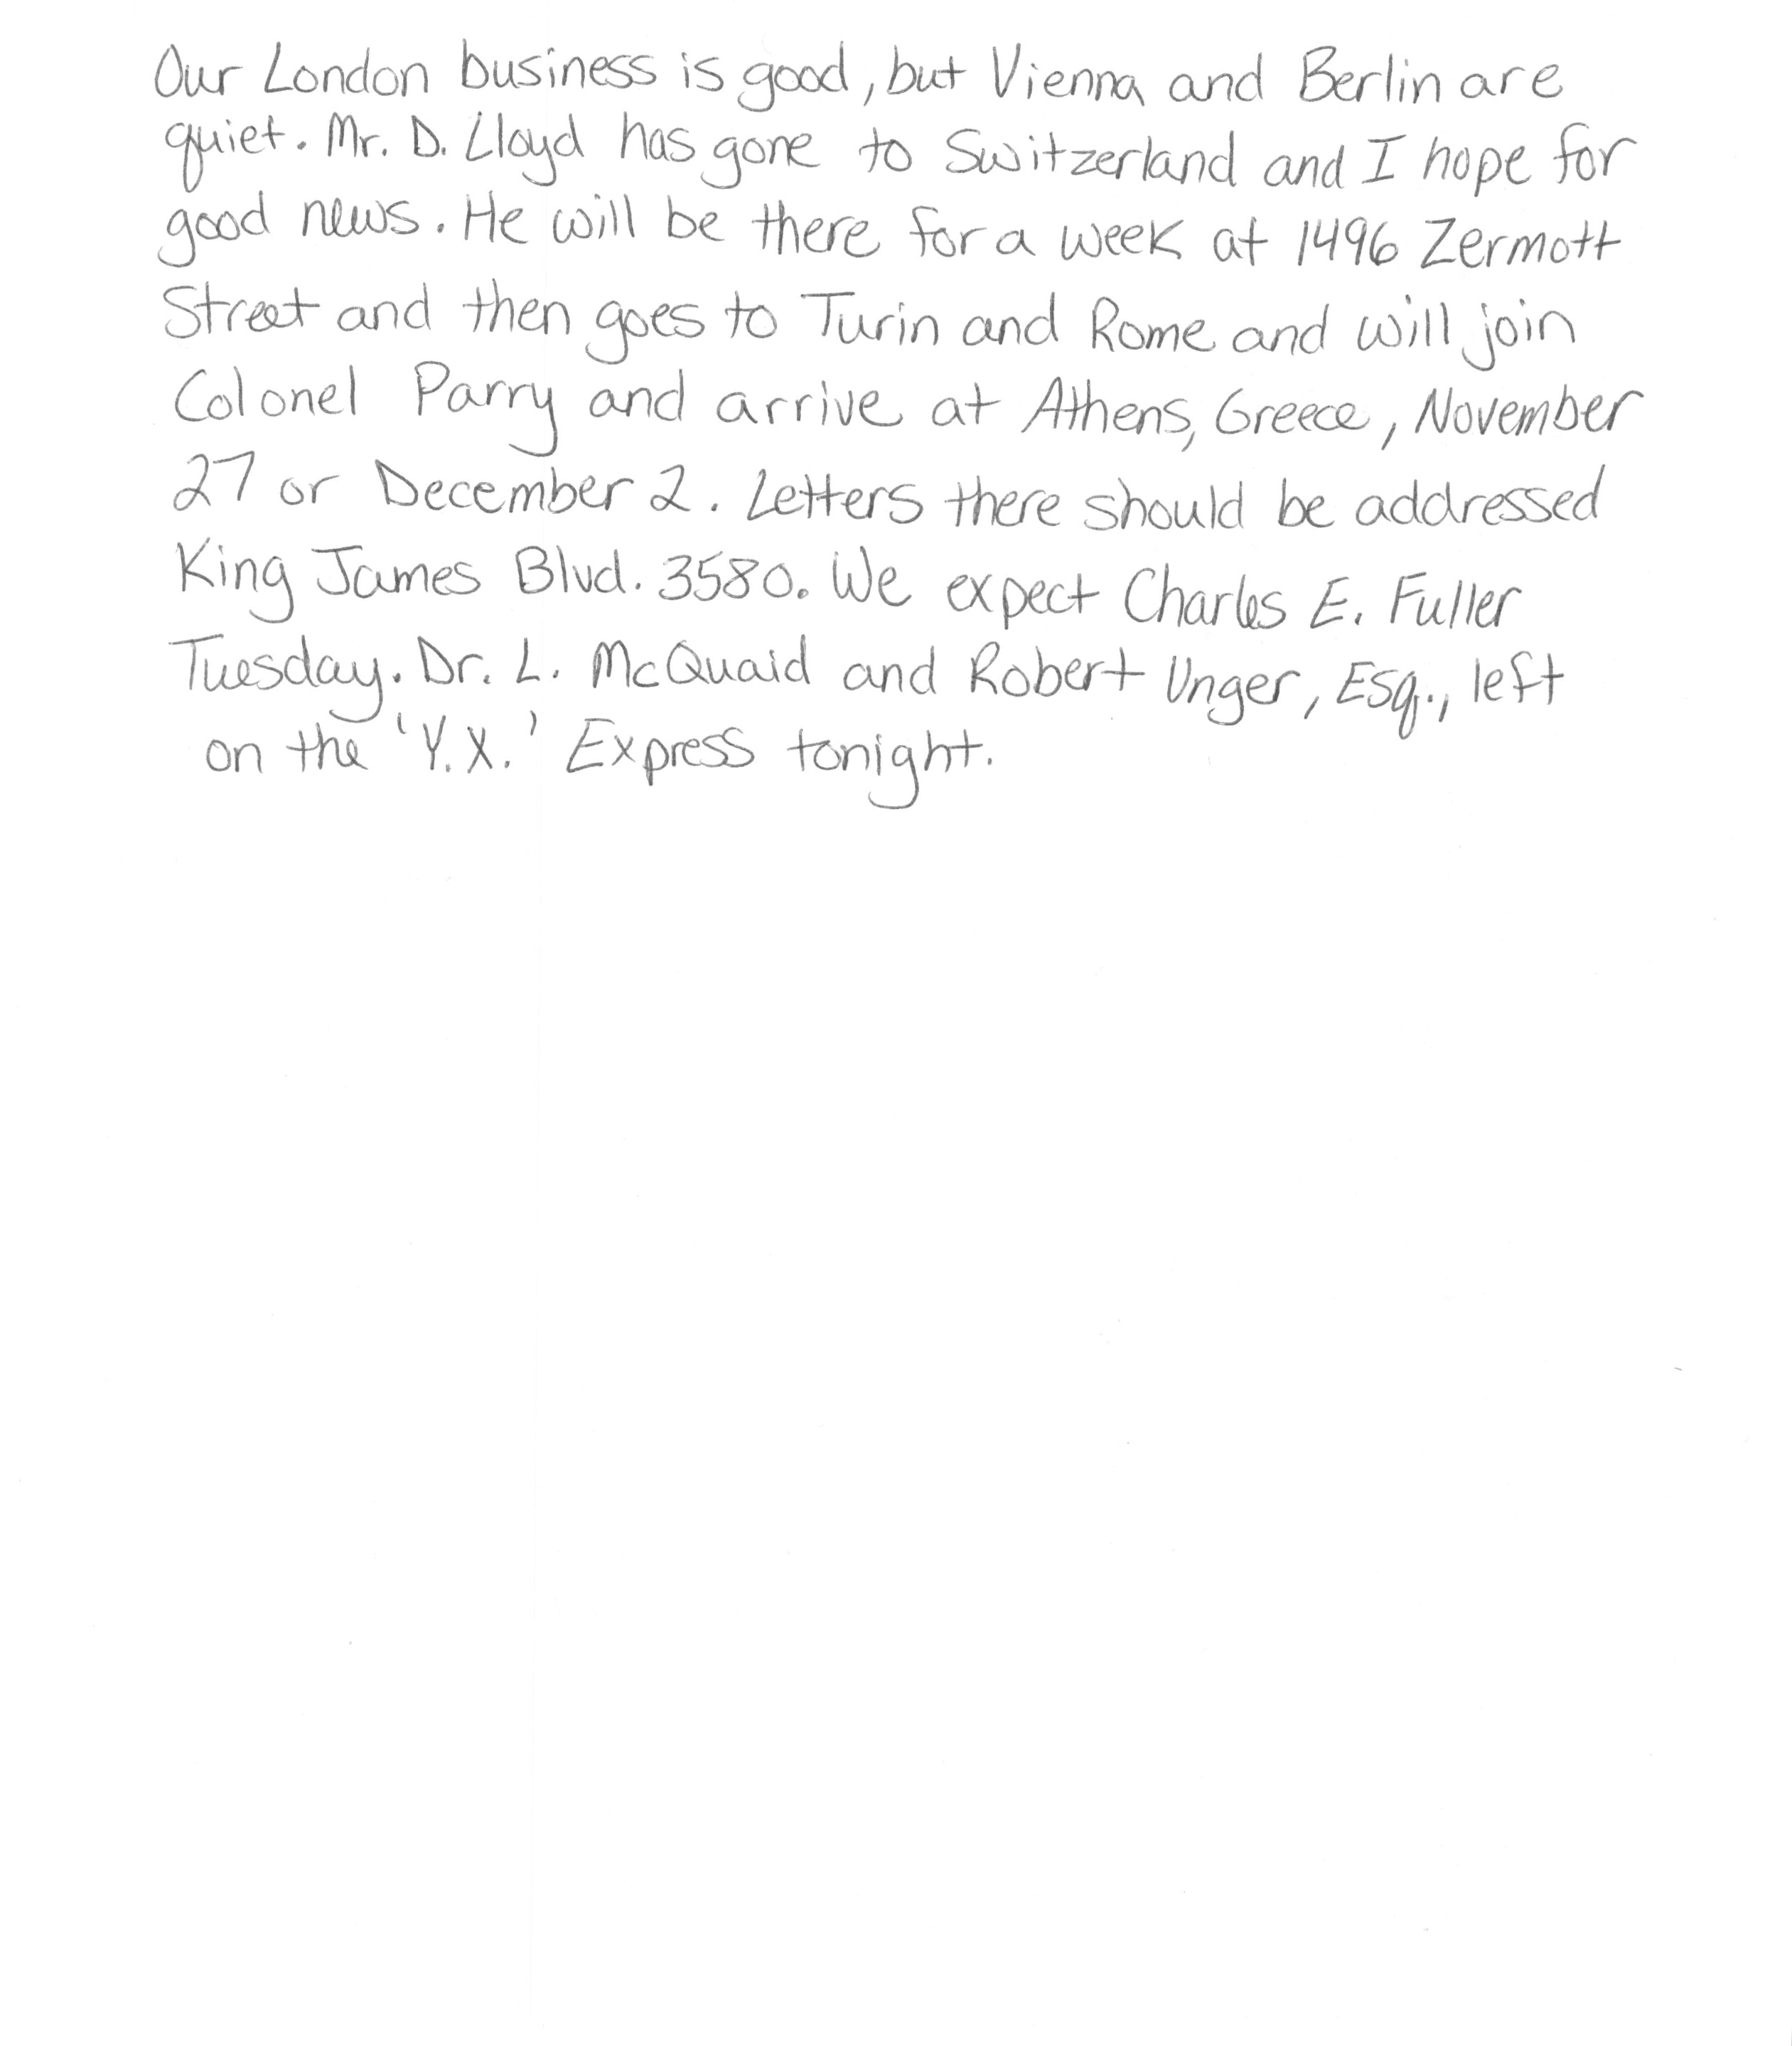 Our London business is good, but Vienna and Berlin are
quiet. Mr. D. Lloyd has gone to Switzerland and I hope for
good news. He will be there for a week at 1496 Zermott
Street and then goes to Turin and Rome and will join
Colonel Parry and arrive at Athens, Greece, November
27 or December 2. Letters there should be addressed
King James Blvd. 3580. We expect Charles E. Fuller
Tuesday. Dr. L. McQuaid and Robert Unger, Esq., left
on the 'Y.X.' Express tonight.